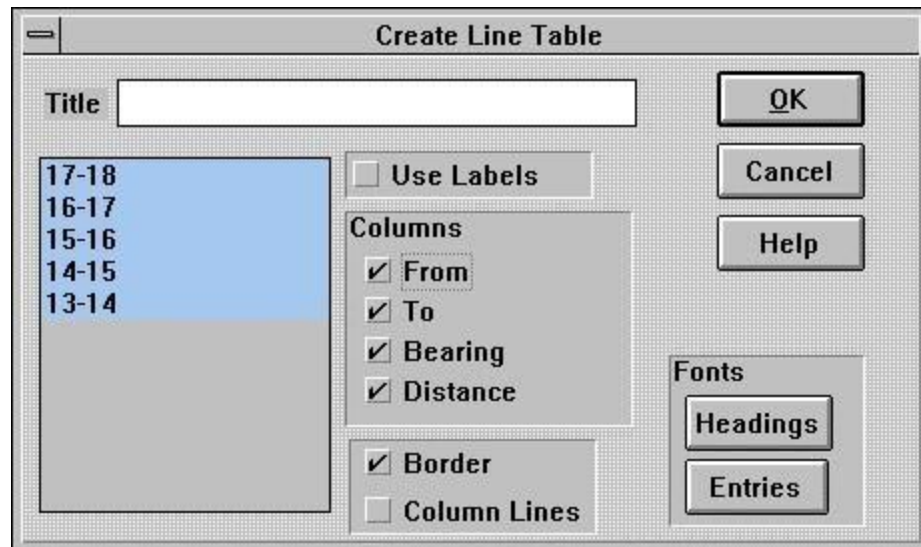 Create Line Table
Title
OK
Cancel
Help
17-18
16-17
15-16
14-15
13-14
Use Labels
Columns
From
To
Bearing
Distance
Border
Column Lines
Fonts
Headings
Entries